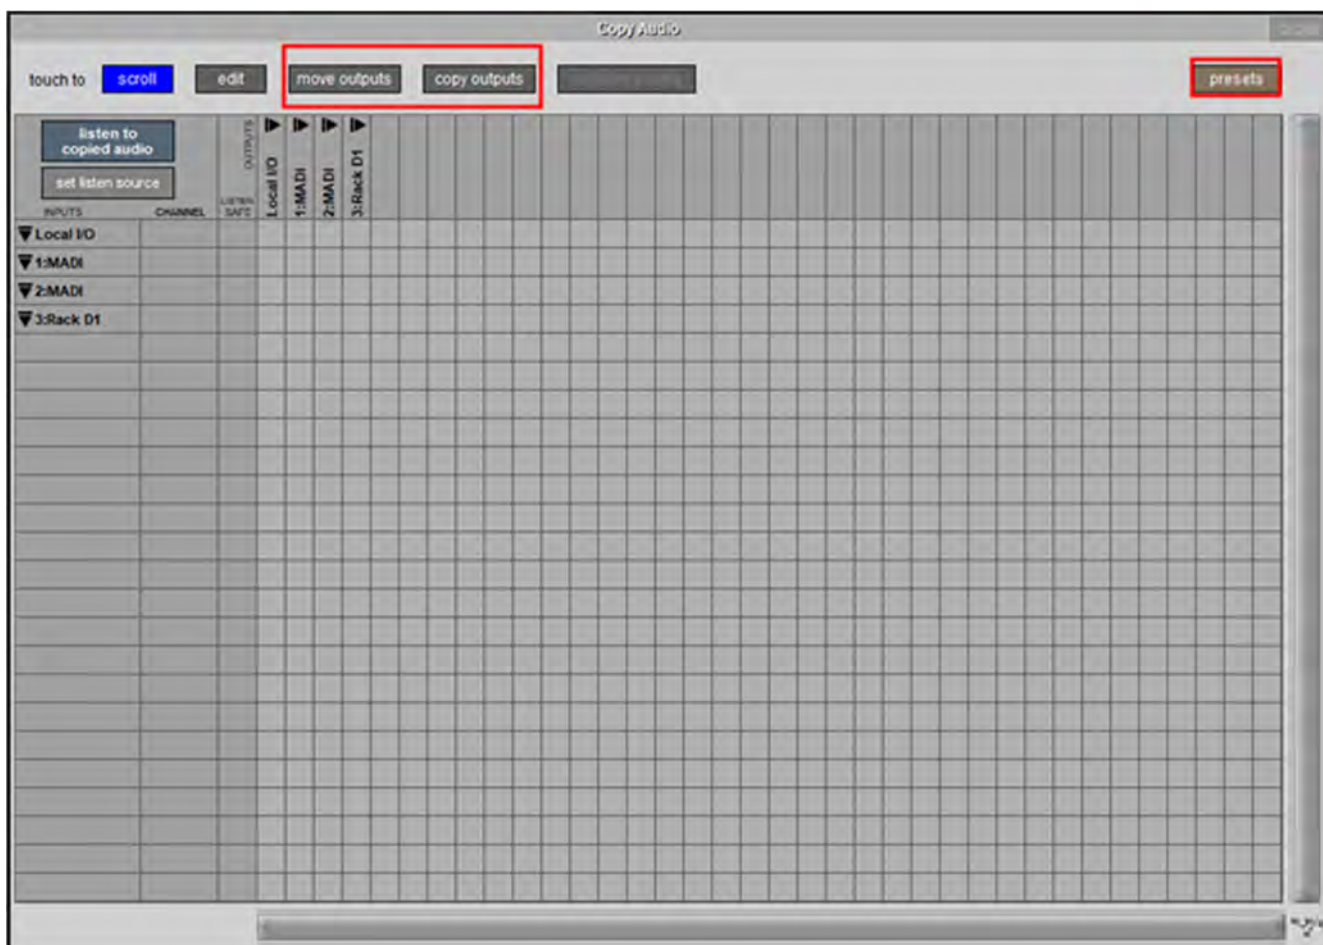 Copy Audio
touch to scroll edit move outputs copy outputs presets
listen to
copied audio
set listen source
INPUTS CHANNEL LISTEN
SAFE
OUTPUTS
Local I/O
1:MADI
2:MADI
3:Rack D1
Local I/O
1:MADI
2:MADI
3:Rack D1